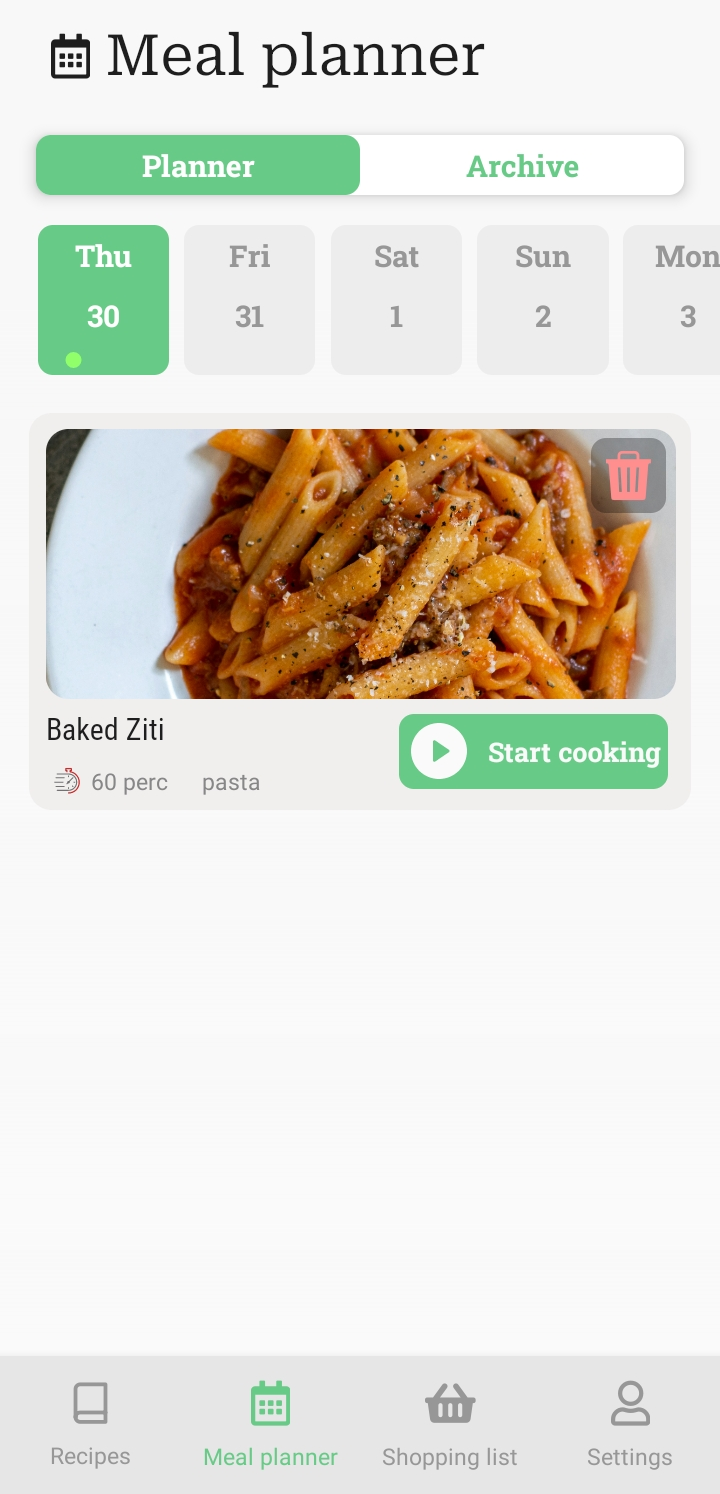 Meal planner
Planner Archive
Thu Fri Sat Sun Mon
30 31 1 2 3
Baked Ziti
Start cooking
60 perc pasta
Recipes Meal planner Shopping list Settings